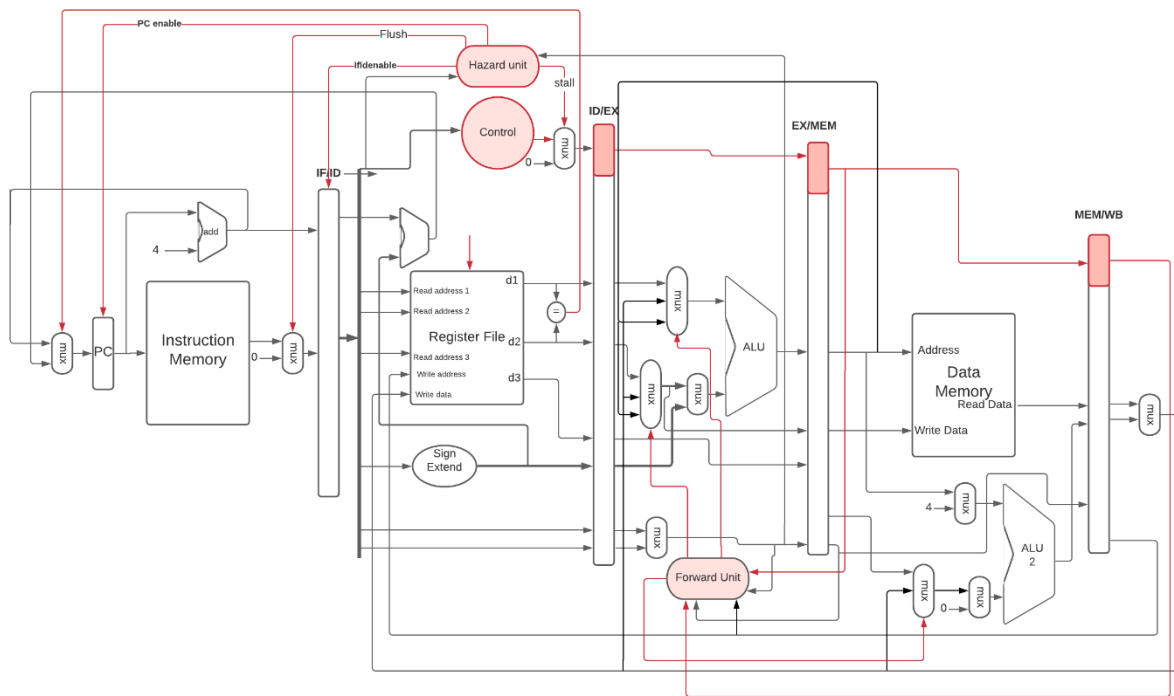 PC enable
Flush
IfIdenable
Hazard unit
stall
ID/EX
EX/MEM
Control
mux
0
IF/ID
MEM/WB
add
4
Instruction
Memory
PC
mux
0
mux
Read address 1
Read address 2
Register File
Read address 3
Write address
Write data
d1
d2
d3
=
Sign
Extend
mux
mux
mux
ALU
mux
Address
Data
Memory
Read Data
Write Data
mux
4
mux
ALU
2
Forward Unit
mux
0
mux